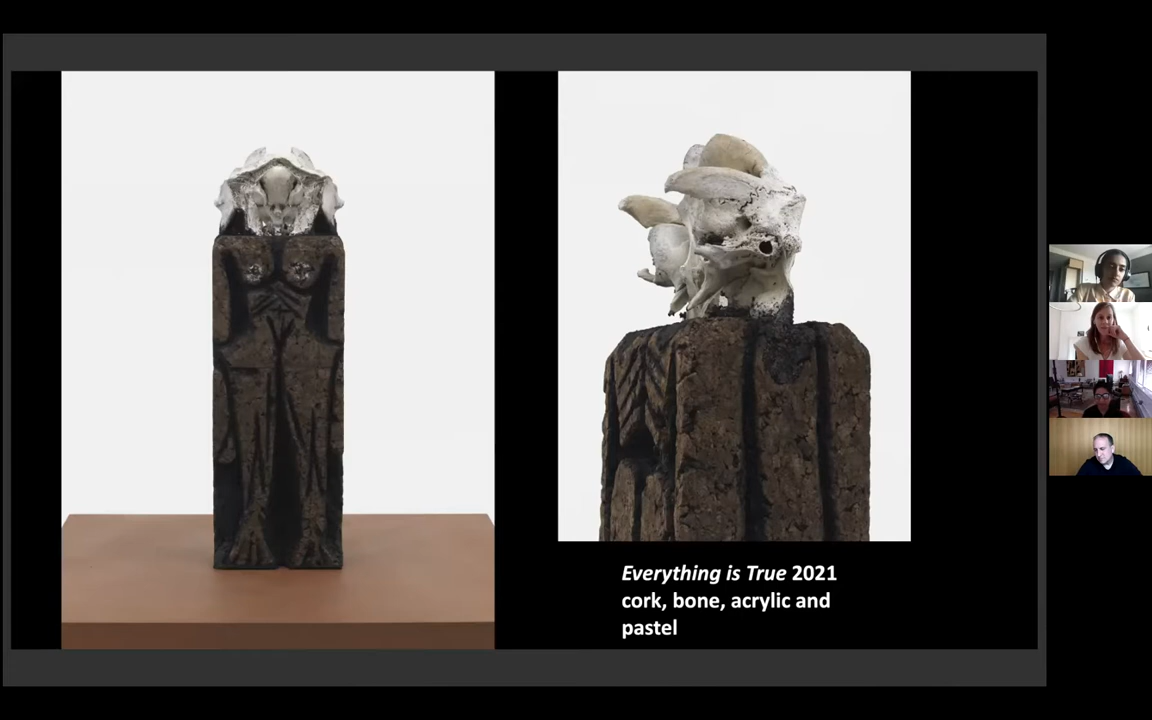 Everything is True 2021
cork, bone, acrylic and
pastel